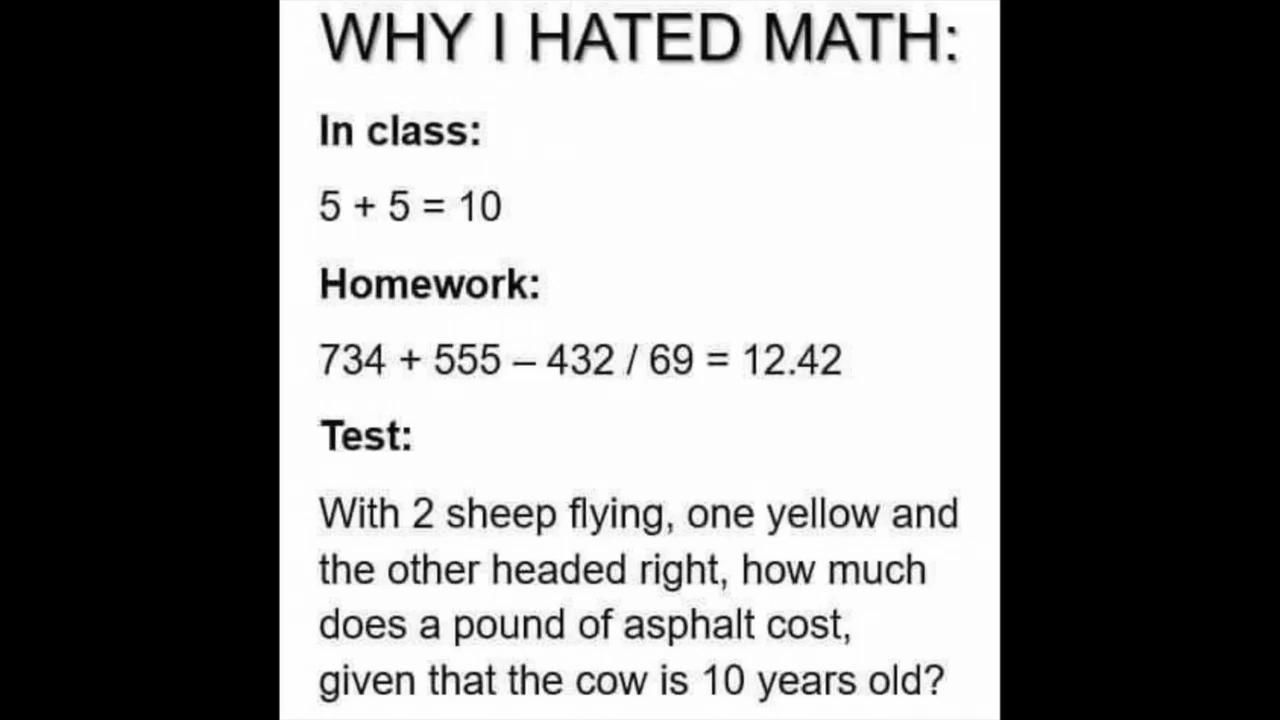 WHY I HATED MATH:
In class:
5 + 5 = 10
Homework:
734 + 555 – 432 / 69 = 12.42
Test:
With 2 sheep flying, one yellow and
the other headed right, how much
does a pound of asphalt cost,
given that the cow is 10 years old?